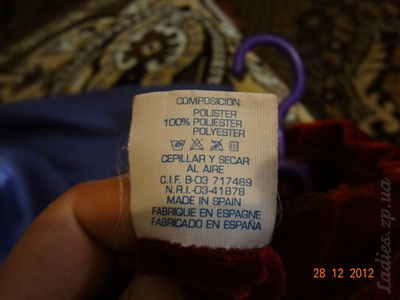 COMPOSICION:
POLISTER
100% POLIESTER
POLYESTER
CEPILLAR Y SECAR
AL AIRE
C.I.F. B-03 717469
N.R.I.-03-41878
MADE IN SPAIN
FABRIQUE EN ESPAGNE
FABRICADO EN ESPAÑA
28 12 2012
Ladies.zp.ua